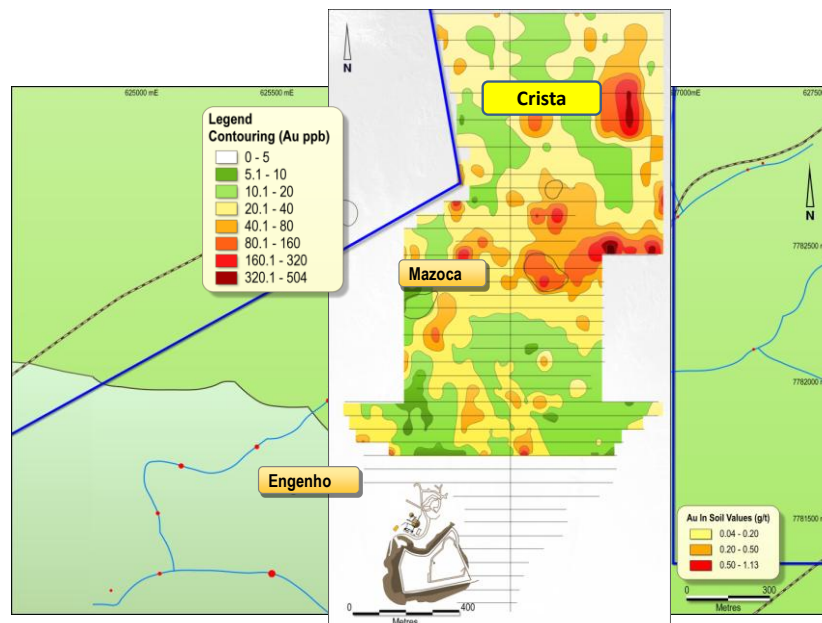 N
625000 mE
625500 mE
Legend
Contouring (Au ppb)
0 - 5
5.1 - 10
10.1 - 20
20.1 - 40
40.1 - 80
80.1 - 160
160.1 - 320
320.1 - 504
Crista
Mazoca
Engenho
0
400
Metres
N
7782500
7782000
7781500
Au In Soil Values (g/t)
0.04 - 0.20
0.20 - 0.50
0.50 - 1.13
0
300
Metres